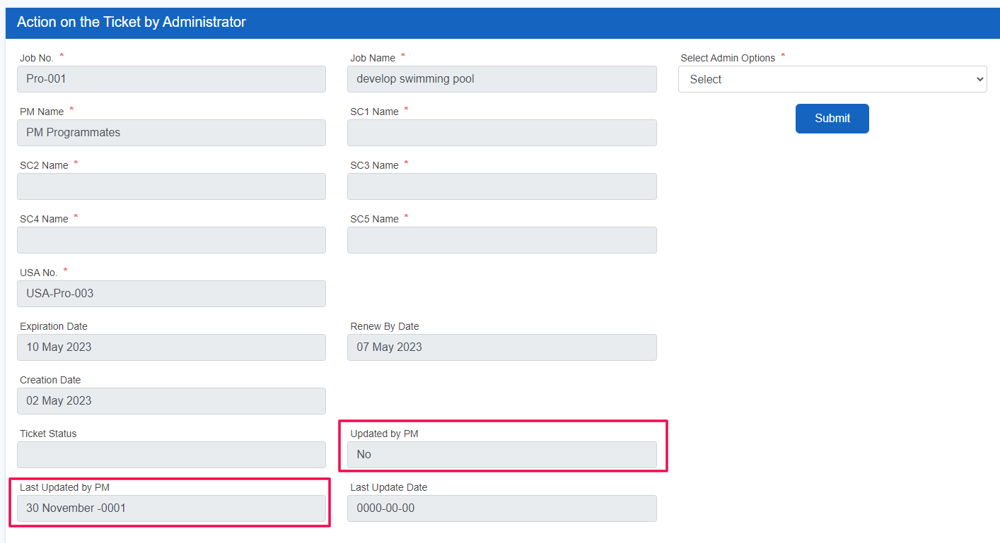 Action on the Ticket by Administrator
Job No. *
Job Name *
Select Admin Options *
Pro-001
develop swimming pool
Select
PM Name *
SC1 Name *
Submit
PM Programmates
SC2 Name *
SC3 Name *
SC4 Name *
SC5 Name *
USA No. *
USA-Pro-003
Expiration Date
Renew By Date
10 May 2023
07 May 2023
Creation Date
02 May 2023
Ticket Status
Updated by PM
No
Last Updated by PM
Last Update Date
30 November -0001
0000-00-00